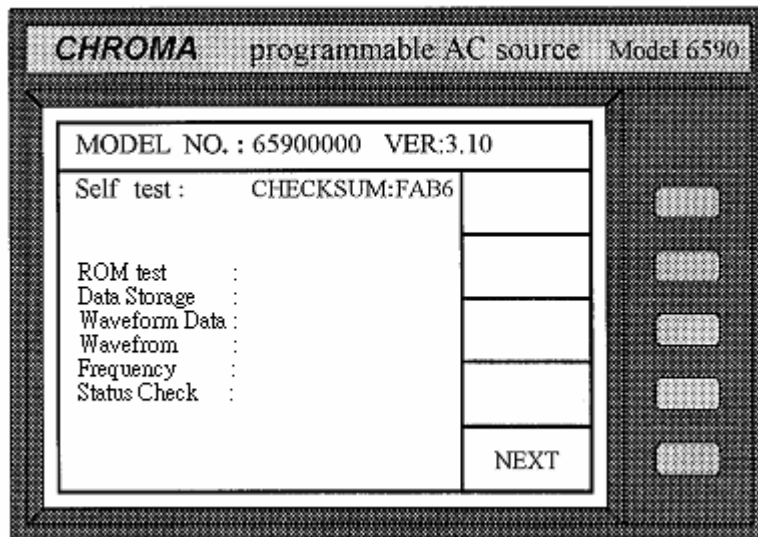 CHROMA programmable AC source Model 6590
MODEL NO. : 65900000 VER:3.10
Self test : CHECKSUM:FAB6
ROM test :
Data Storage :
Waveform Data :
Wavefrom :
Frequency :
Status Check :
NEXT